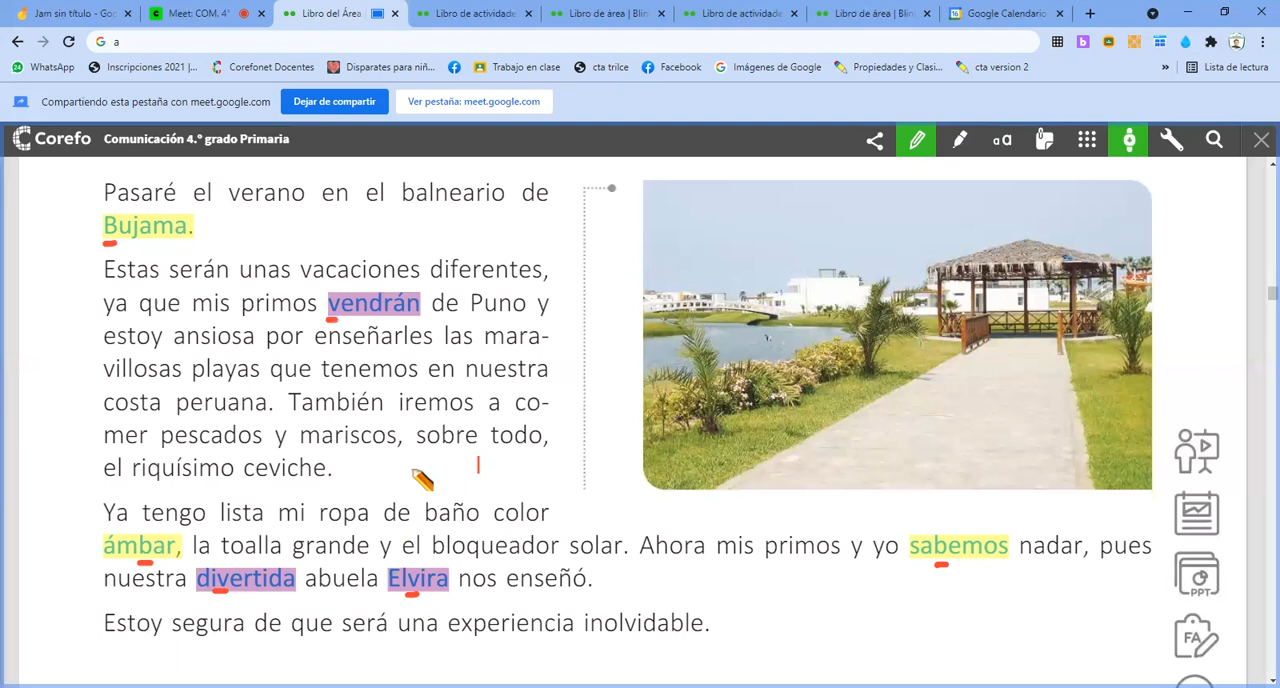 Jam sin título - Goo
Meet: COM. 4°
Libro del Área
Libro de actividade
Libro de área | Blin
Libro de actividad
Libro de área | Blin
Google Calendario
a
WhatsApp
Inscripciones 2021 |...
Corefonet Docentes
Disparates para niñ...
Trabajo en clase
cta trilce
Facebook
Imágenes de Google
Propiedades y Clasi...
cta version 2
»
Lista de lectura
Compartiendo esta pestaña con meet.google.com
Dejar de compartir
Ver pestaña: meet.google.com
Corefo
Comunicación 4.º grado Primaria
aa
Pasaré el verano en el balneario de
Bujama.
Estas serán unas vacaciones diferentes,
ya que mis primos vendrán de Puno y
estoy ansiosa por enseñarles las mara-
villosas playas que tenemos en nuestra
costa peruana. También iremos a co-
mer pescados y mariscos, sobre todo,
el riquísimo ceviche.
Ya tengo lista mi ropa de baño color
ámbar, la toalla grande y el bloqueador solar. Ahora mis primos y yo sabemos nadar, pues
nuestra divertida abuela Elvira nos enseñó.
Estoy segura de que será una experiencia inolvidable.
PPT
FA